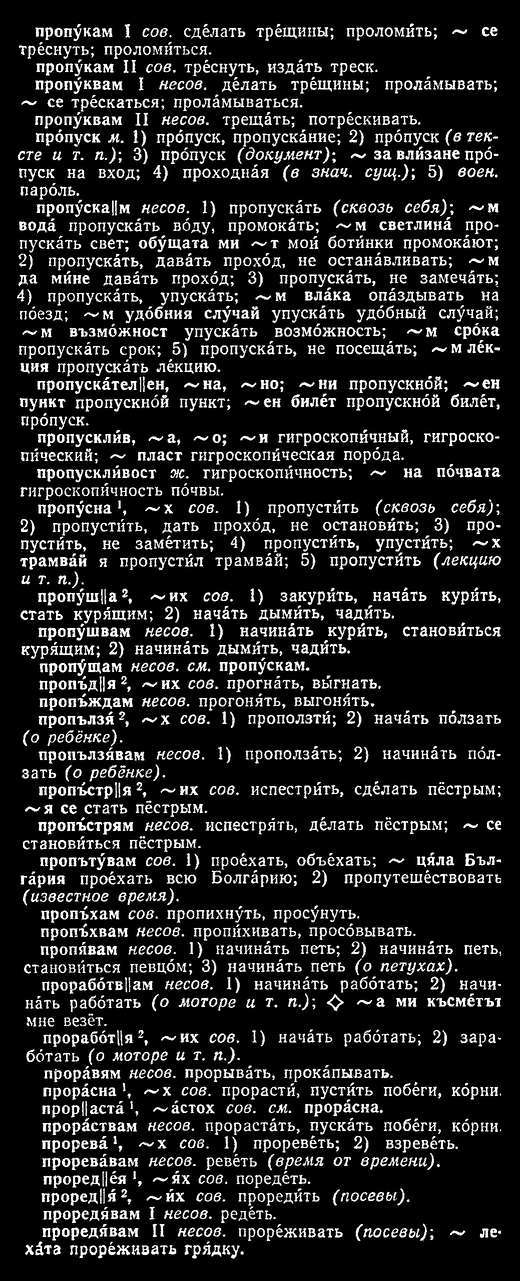 пропу́кам I сов. сде́лать тре́щины; проломи́ть; ~ се
тре́снуть; проломи́ться.
пропу́кам II сов. тре́снуть, изда́ть треск.
пропу́квам I несов. де́лать тре́щины; прола́мывать;
~ се тре́скаться; прола́мываться.
пропу́квам II несов. треща́ть; потре́скивать.
про́пуск м. 1) про́пуск, пропуска́ние; 2) про́пуск (в тек-
сте и т. п.); 3) про́пуск (документ); ~ за вли́зане про́-
пуск на вход; 4) проходна́я (в знач. сущ.); 5) воен.
паро́ль.
пропу́ска||м несов. 1) пропуска́ть (сквозь себя); ~м
вода́ пропуска́ть во́ду, промока́ть; ~м светлина́ про-
пуска́ть свет; обу́щата ми ~т мои́ боти́нки промока́ют;
2) пропуска́ть, дава́ть прохо́д, не остана́вливать; ~м
да ми́не дава́ть прохо́д; 3) пропуска́ть, не замеча́ть;
4) пропуска́ть, упуска́ть; ~м вла́ка опа́здывать на
по́езд; ~м удо́бния слу́чай упуска́ть удо́бный слу́чай;
~м възмо́жност упуска́ть возмо́жность; ~м сро́ка
пропуска́ть срок; 5) пропуска́ть, не посеща́ть; ~м ле́к-
ция пропуска́ть ле́кцию.
пропуска́тел||ен, ~на, ~но; ~ни пропускно́й; ~ен
пункт пропускно́й пункт; ~ен биле́т пропускно́й биле́т,
про́пуск.
пропускли́в, ~а, ~о; ~и гигроскопи́чный, гигроско-
пи́ческий; ~ пласт гигроскопи́ческая поро́да.
пропускли́вост ж. гигроскопи́чность; ~ на по́чвата
гигроскопи́чность по́чвы.
пропу́сна¹, ~х сов. 1) пропусти́ть (сквозь себя);
2) пропусти́ть, дать прохо́д, не останови́ть; 3) про-
пусти́ть, не заме́тить; 4) пропусти́ть, упусти́ть; ~х
трамва́й я пропусти́л трамва́й; 5) пропусти́ть (лекцию
и т. п.).
пропу́ш||а², ~их сов. 1) закури́ть, нача́ть кури́ть,
стать куря́щим; 2) нача́ть дыми́ть, чади́ть.
пропу́швам несов. 1) начина́ть кури́ть, станови́ться
куря́щим; 2) начина́ть дыми́ть, чади́ть.
пропу́щам несов. см. пропу́скам.
пропъ́д||я², ~их сов. прогна́ть, вы́гнать.
пропъ́ждам несов. прогоня́ть, выгоня́ть.
пропълзя́², ~х сов. 1) проползти́; 2) нача́ть по́лзать
(о ребёнке).
пропълзя́вам несов. 1) пропо́лза́ть; 2) начина́ть по́л-
зать (о ребёнке).
пропъ́стр||я², ~их сов. испестри́ть, сде́лать пёстрым;
~я се стать пёстрым.
пропъ́стрям несов. испестря́ть, де́лать пёстрым; ~ се
станови́ться пёстрым.
пропъту́вам сов. 1) прое́хать, объе́хать; ~ ця́ла Бъл-
га́рия прое́хать всю Болга́рию; 2) пропутеше́ствовать
(известное время).
пропъ́хам сов. пропихну́ть, просу́нуть.
пропъ́хвам несов. пропи́хивать, просо́вывать.
пропя́вам несов. 1) начина́ть петь; 2) начина́ть петь,
станови́ться певцо́м; 3) начина́ть петь (о петухах).
прорабо́тв||ам несов. 1) начина́ть рабо́тать; 2) начи-
на́ть рабо́тать (о моторе и т. п.); ◇ ~а ми късме́тът
мне везёт.
прорабо́т||я², ~их сов. 1) нача́ть рабо́тать; 2) зара-
бо́тать (о моторе и т. п.).
прора́вям несов. прорыва́ть, прока́пывать.
прора́сна¹, ~х сов. прорасти́, пусти́ть побе́ги, ко́рни.
прор||аста́¹, ~а́стох сов. см. прора́сна.
прора́ствам несов. прораста́ть, пуска́ть побе́ги, ко́рни.
прорева́¹, ~х сов. 1) прореве́ть; 2) взреве́ть.
прорева́вам несов. реве́ть (время от времени).
проред||е́я¹, ~я́х сов. пореде́ть.
проред||я́², ~и́х сов. прореди́ть (посевы).
проредя́вам I несов. реде́ть.
проредя́вам II несов. проре́живать (посевы); ~ ле-
ха́та проре́живать гря́дку.